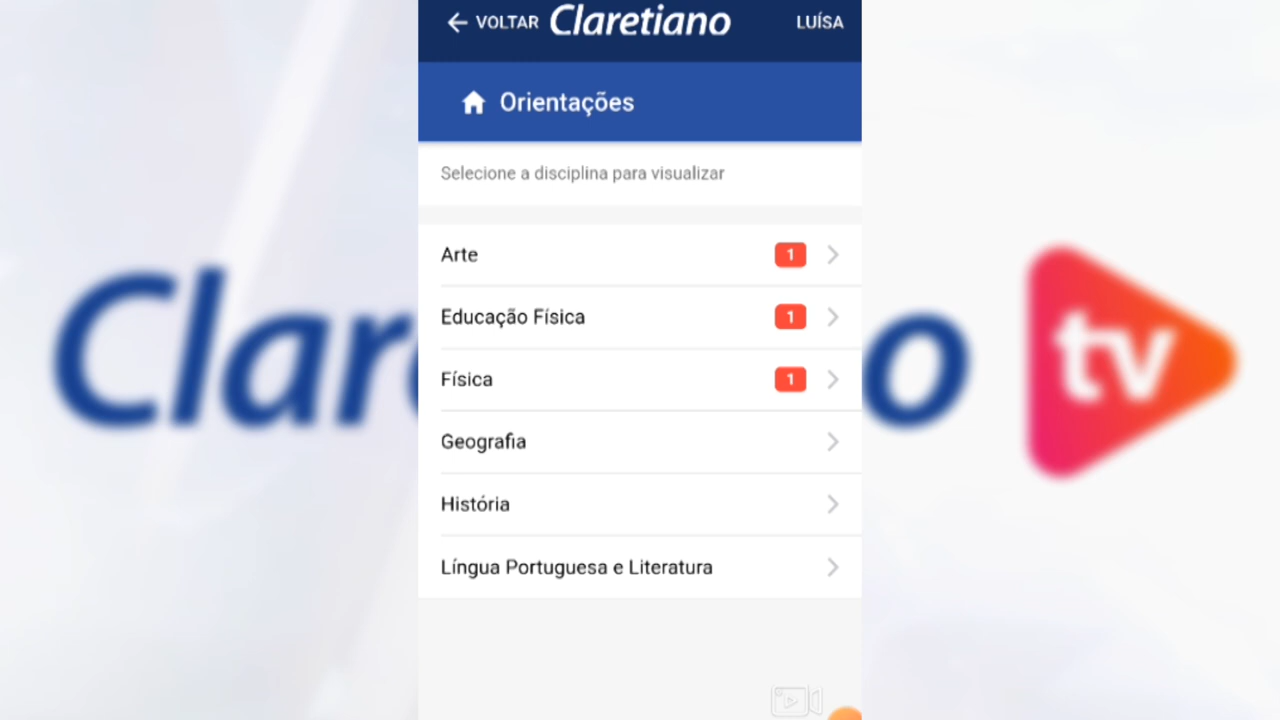 VOLTAR Claretiano LUÍSA
Orientações
Selecione a disciplina para visualizar
Arte 1
Educação Física 1
Física 1
Geografia
História
Língua Portuguesa e Literatura
Clar o tv